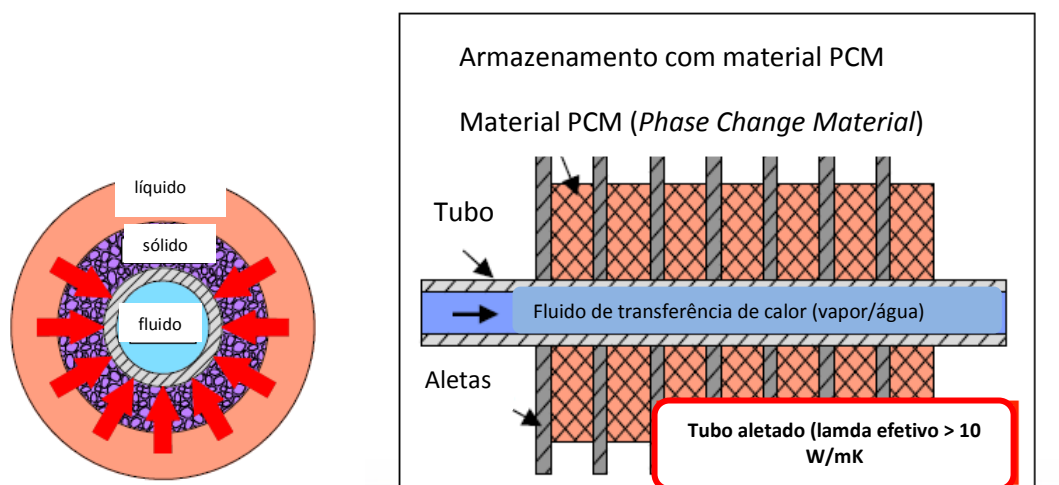 líquido
sólido
fluido
Armazenamento com material PCM
Material PCM (Phase Change Material)
Tubo
Fluido de transferência de calor (vapor/água)
Aletas
Tubo aletado (lamda efetivo > 10
W/mK